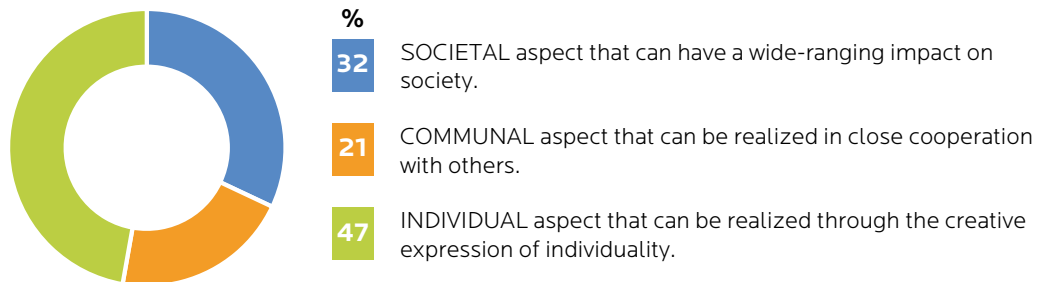 %
32 SOCIETAL aspect that can have a wide-ranging impact on
society.
21 COMMUNAL aspect that can be realized in close cooperation
with others.
47 INDIVIDUAL aspect that can be realized through the creative
expression of individuality.